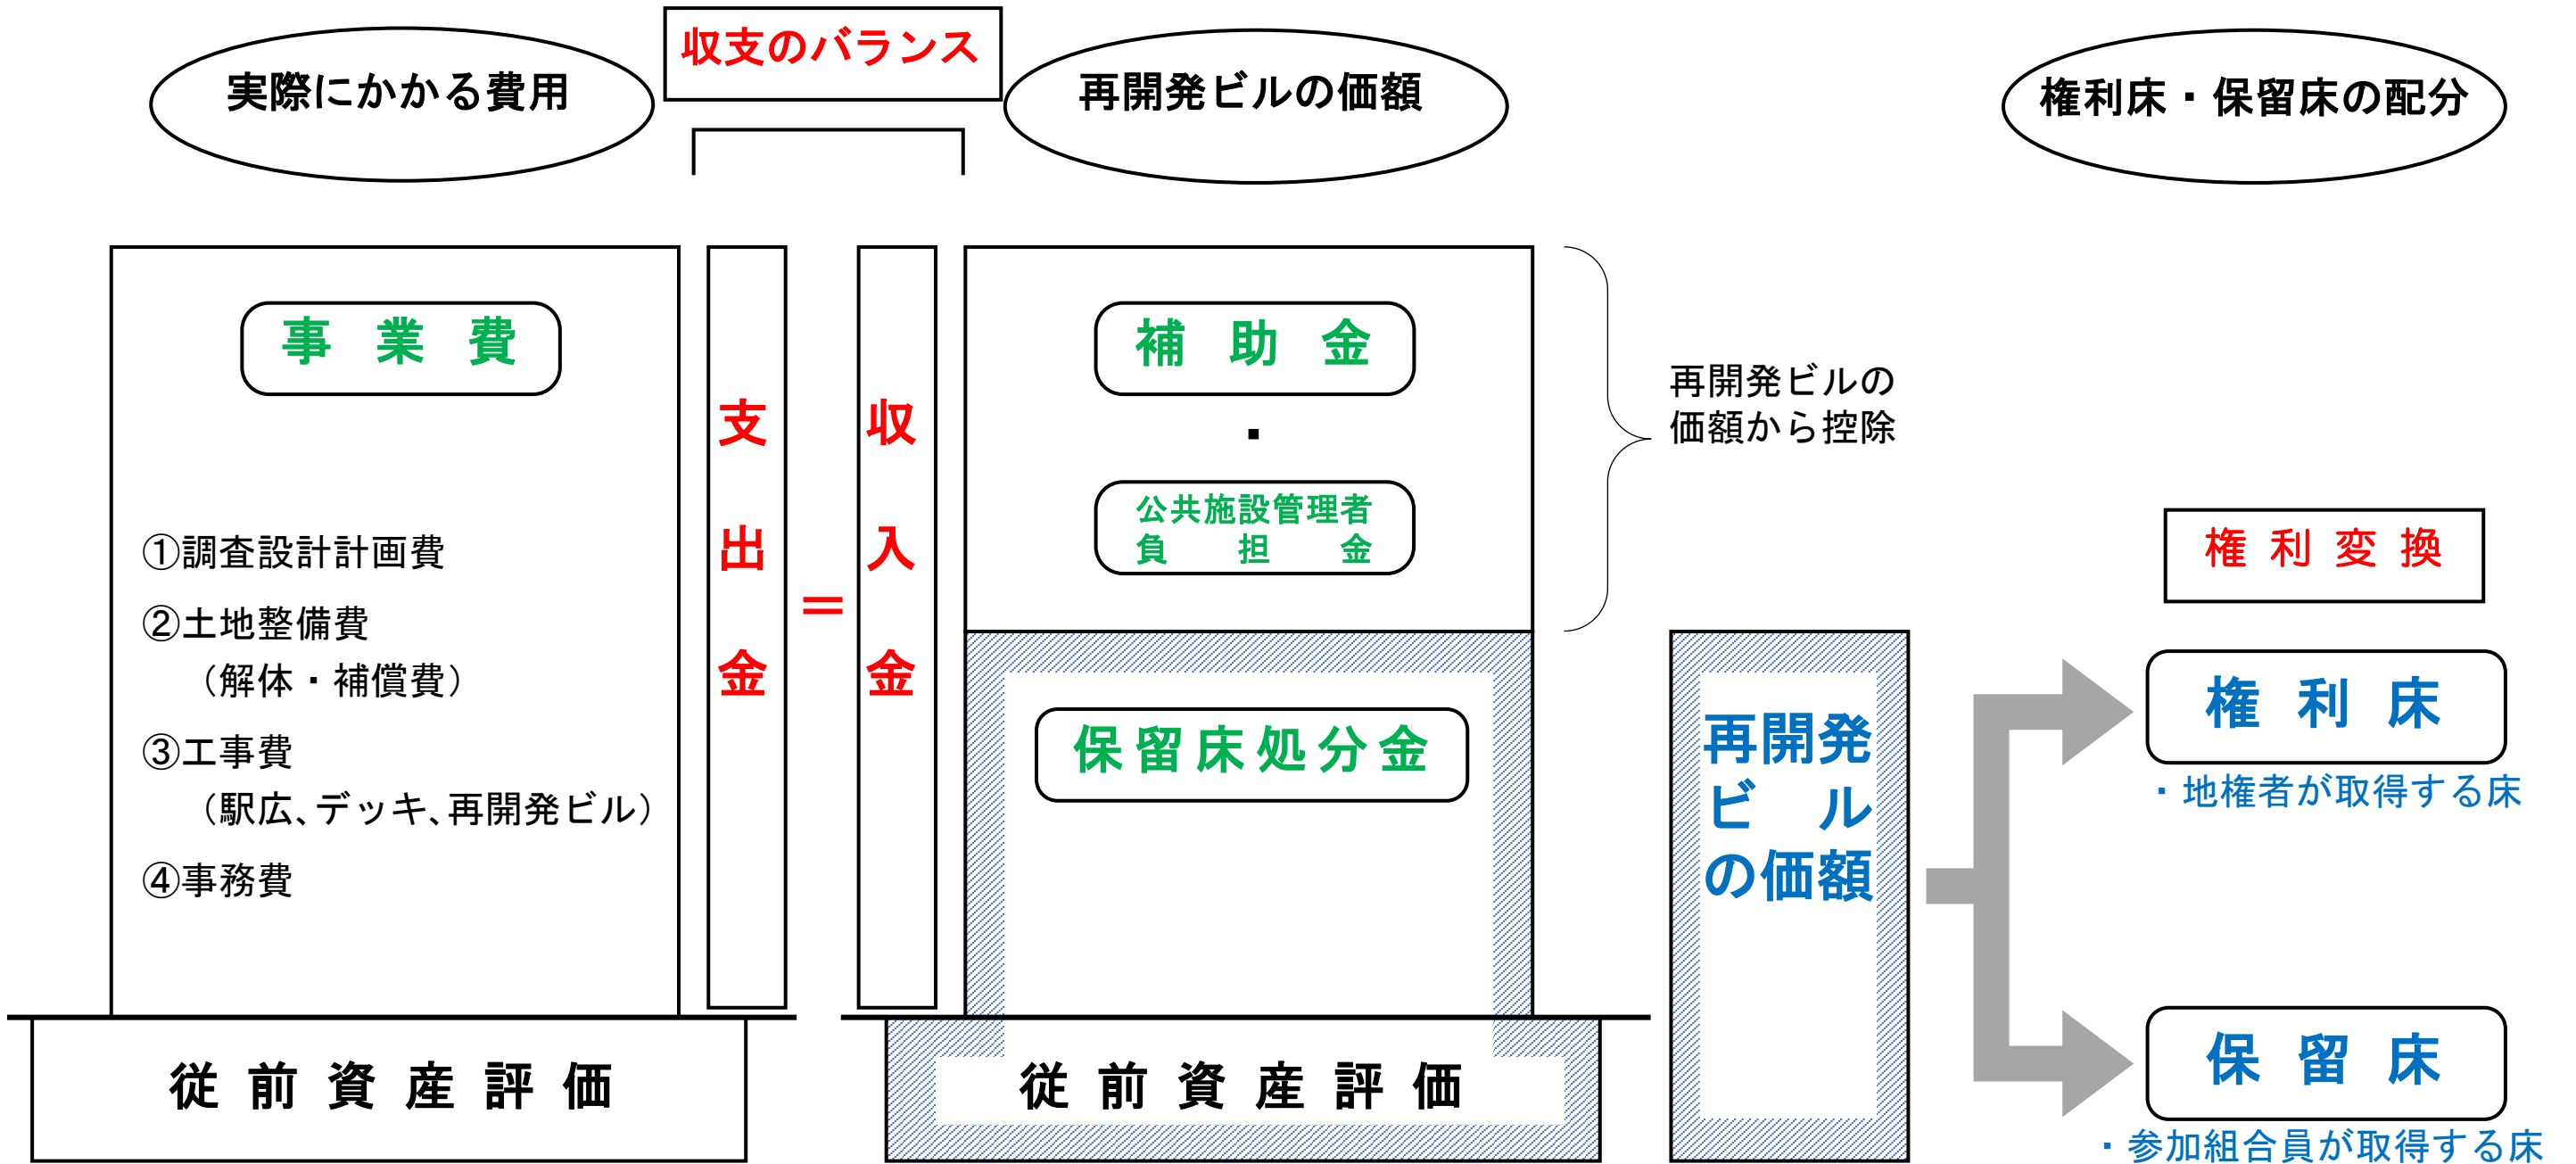 収支のバランス
実際にかかる費用
再開発ビルの価額
権利床・保留床の配分
事業費
①調査設計計画費
②土地整備費
（解体・補償費）
③工事費
（駅広、デッキ、再開発ビル）
④事務費
支出金
＝
収入金
補助金
・
公共施設管理者
負担金
保留床処分金
再開発ビルの
価額から控除
従前資産評価
従前資産評価
再開発
ビル
の価額
権利変換
権利床
・地権者が取得する床
保留床
・参加組合員が取得する床